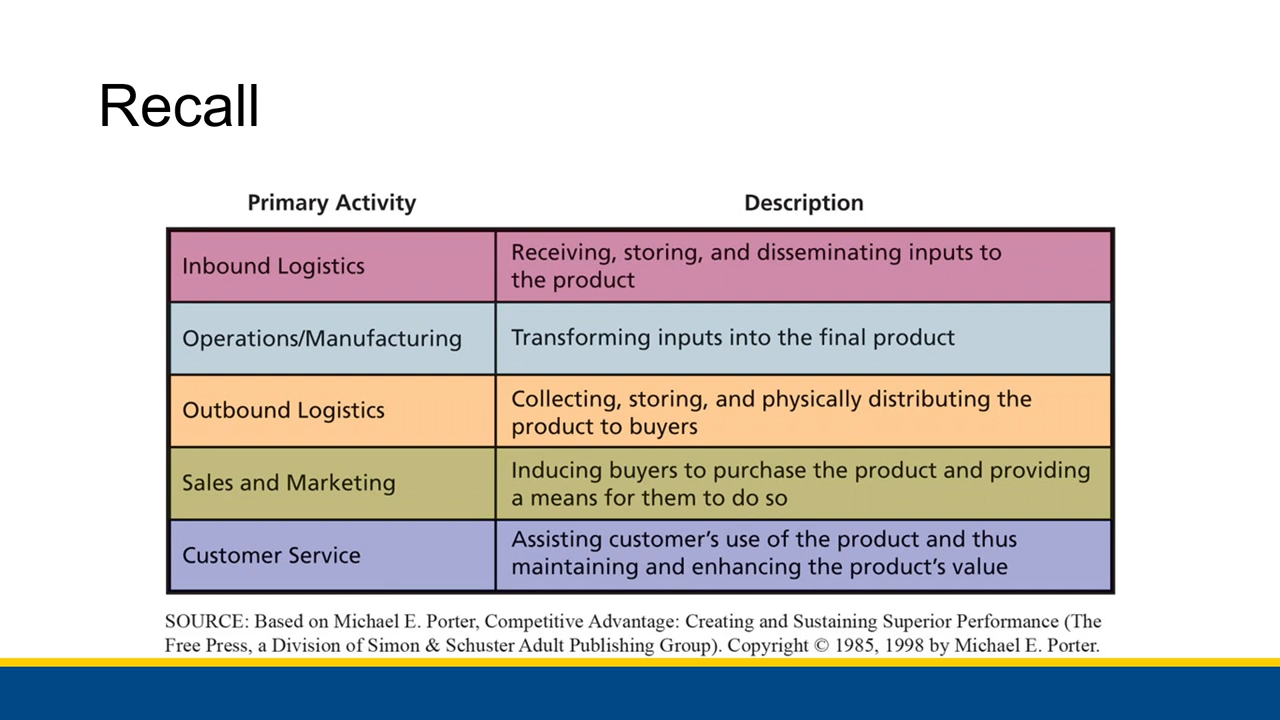 Recall
Primary Activity
Description
Inbound Logistics
Receiving, storing, and disseminating inputs to
the product
Operations/Manufacturing
Transforming inputs into the final product
Outbound Logistics
Collecting, storing, and physically distributing the
product to buyers
Sales and Marketing
Inducing buyers to purchase the product and providing
a means for them to do so
Customer Service
Assisting customer's use of the product and thus
maintaining and enhancing the product's value
SOURCE: Based on Michael E. Porter, Competitive Advantage: Creating and Sustaining Superior Performance (The
Free Press, a Division of Simon & Schuster Adult Publishing Group). Copyright © 1985, 1998 by Michael E. Porter.